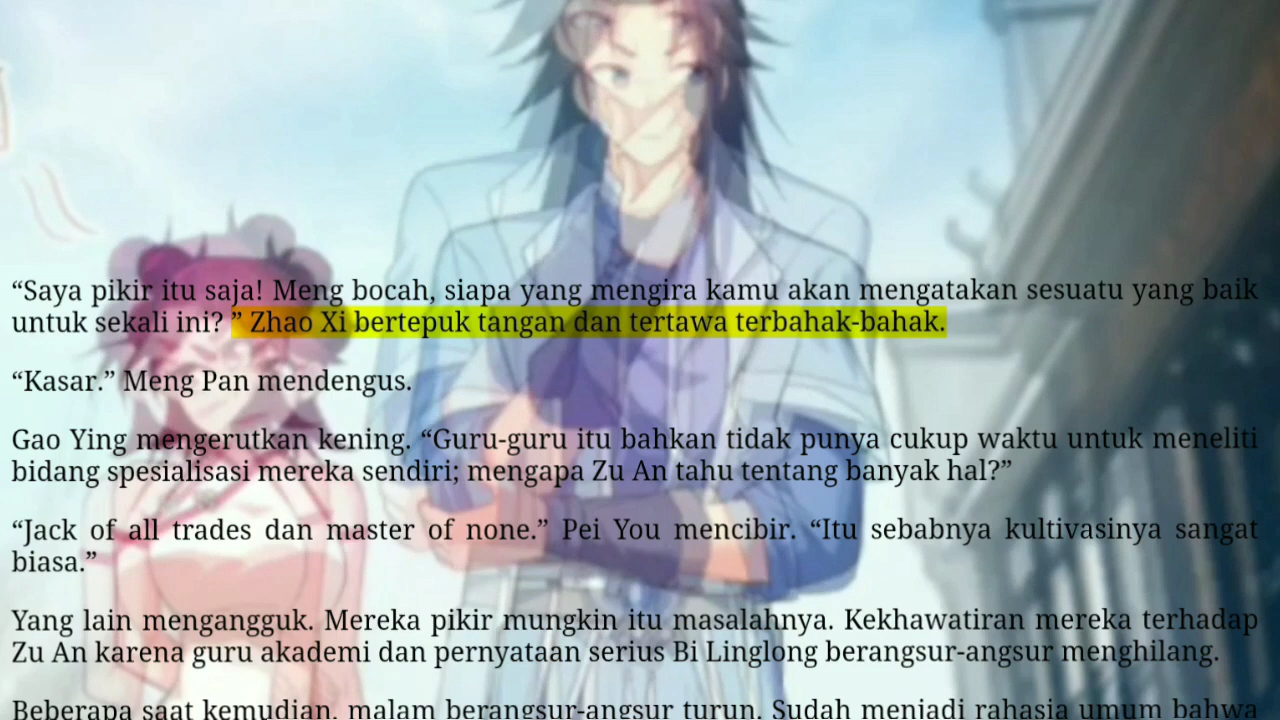 “Saya pikir itu saja! Meng bocah, siapa yang mengira kamu akan mengatakan sesuatu yang baik
untuk sekali ini? ” Zhao Xi bertepuk tangan dan tertawa terbahak-bahak.
“Kasar.” Meng Pan mendengus.
Gao Ying mengerutkan kening. “Guru-guru itu bahkan tidak punya cukup waktu untuk meneliti
bidang spesialisasi mereka sendiri; mengapa Zu An tahu tentang banyak hal?”
“Jack of all trades dan master of none.” Pei You mencibir. “Itu sebabnya kultivasinya sangat
biasa.”
Yang lain mengangguk. Mereka pikir mungkin itu masalahnya. Kekhawatiran mereka terhadap
Zu An karena guru akademi dan pernyataan serius Bi Linglong berangsur-angsur menghilang.
Beberapa saat kemudian, malam berangsur-angsur turun. Sudah menjadi rahasia umum bahwa